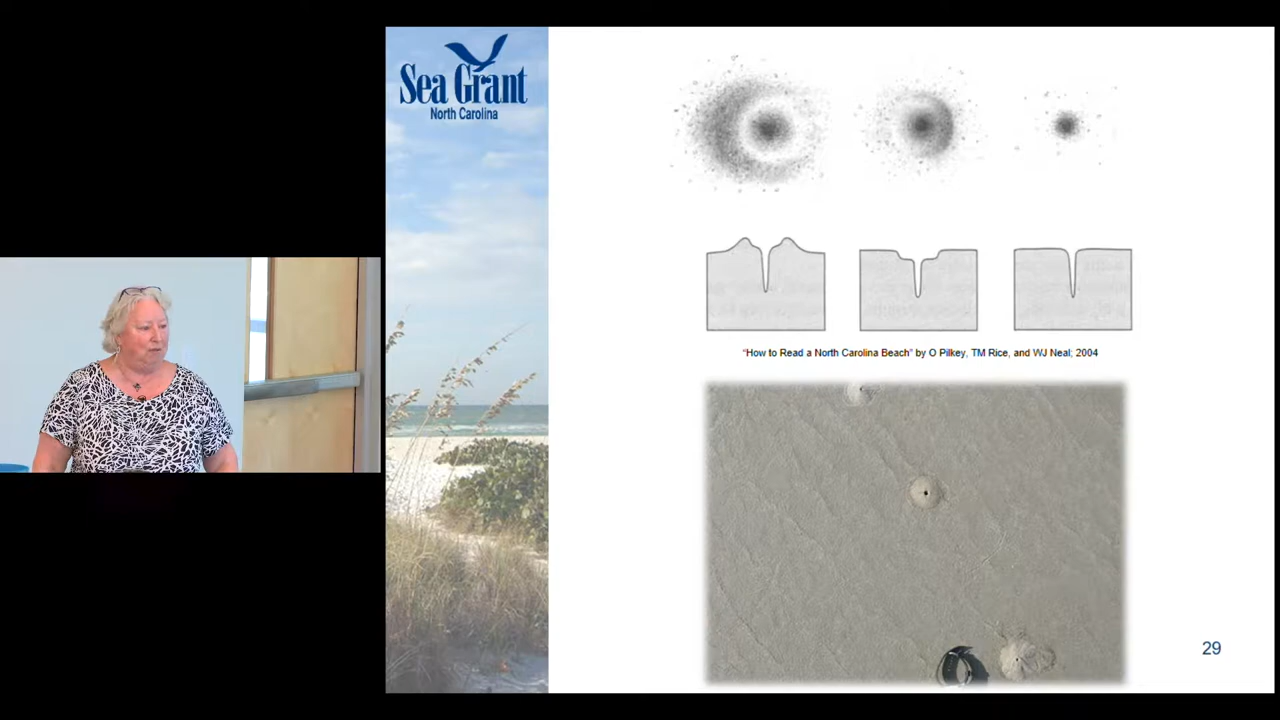 Sea Grant
North Carolina
"How to Read a North Carolina Beach" by O Pilkey, TM Rice, and WJ Neal; 2004
29